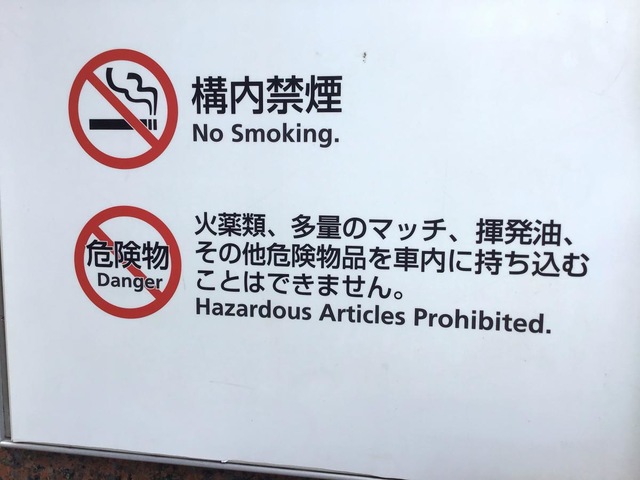 構内禁煙
No Smoking.
危険物
Danger
火薬類、多量のマッチ、揮発油、
その他危険物品を車内に持ち込む
ことはできません。
Hazardous Articles Prohibited.